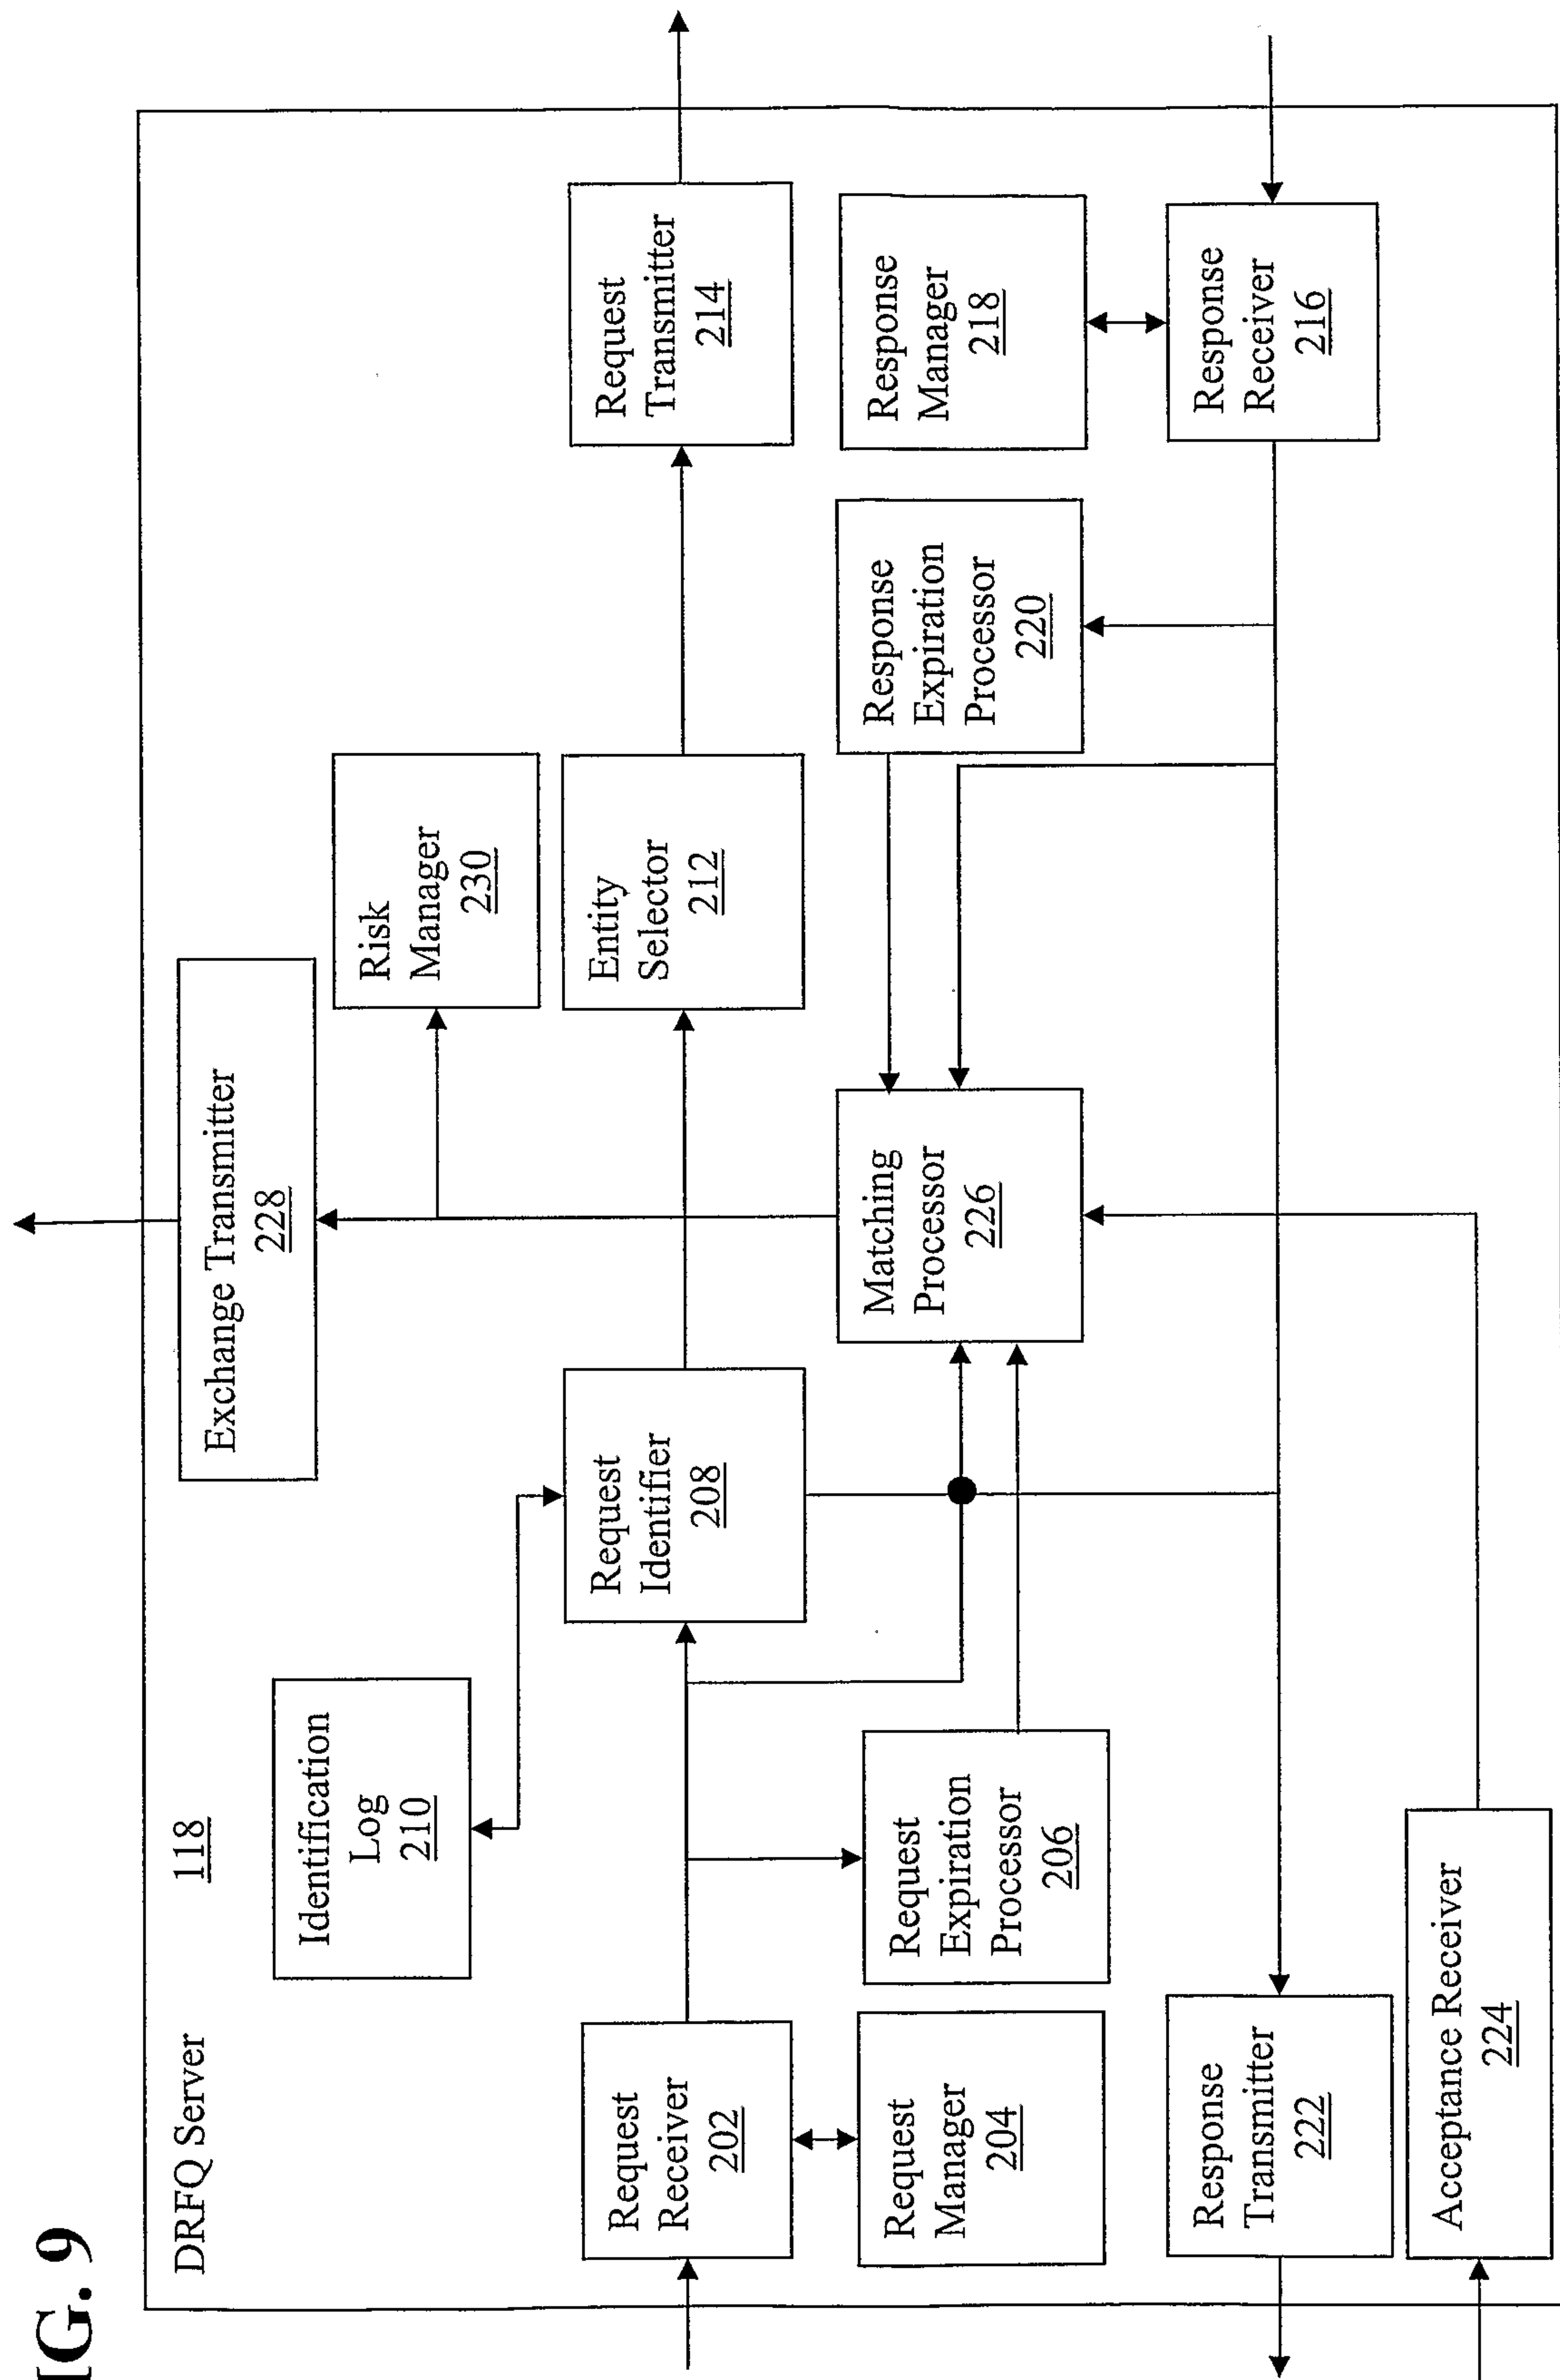 IG. 9
DRFQ Server
118
Exchange Transmitter
228
Identification
Log
210
Risk
Manager
230
Request
Receiver
202
Request
Identifier
208
Entity
Selector
212
Request
Transmitter
214
Request
Manager
204
Request
Expiration
Processor
206
Matching
Processor
226
Response
Expiration
Processor
220
Response
Manager
218
Response
Transmitter
222
Response
Receiver
216
Acceptance Receiver
224